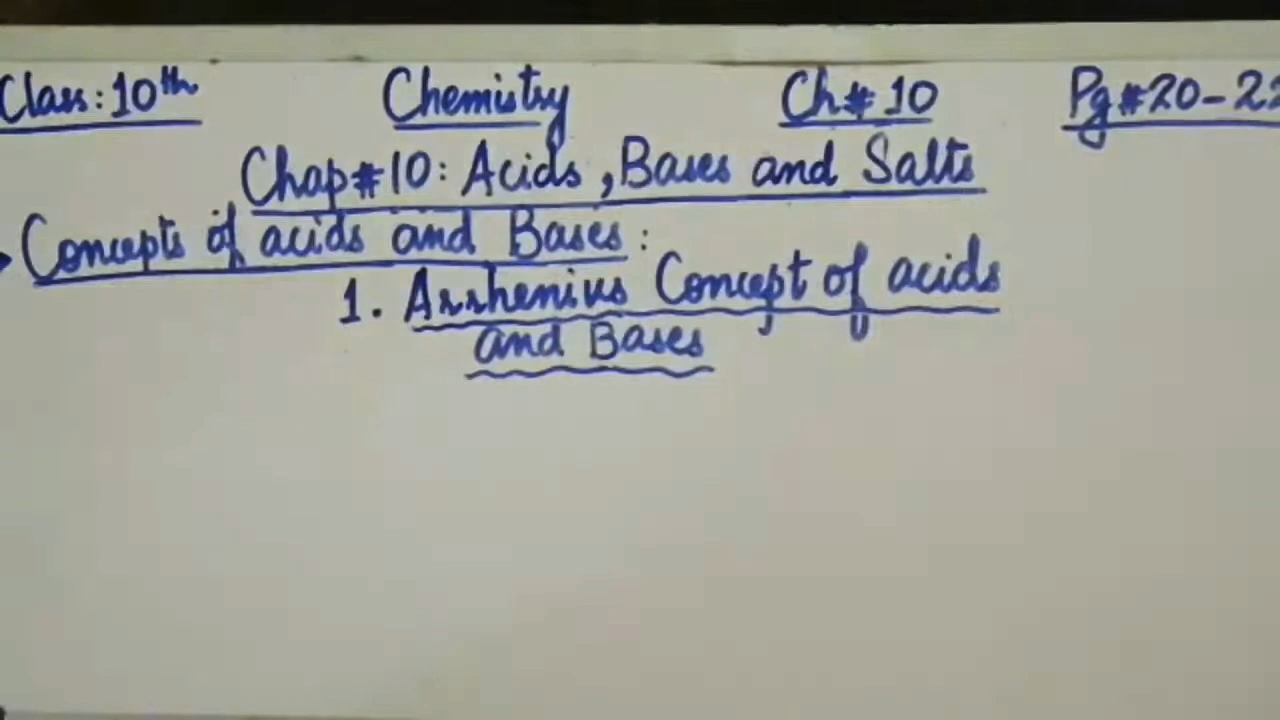 Class: 10th Chemistry Ch# 10 Pg#20-22
Chap#10: Acids, Bases and Salts
Concepts of acids and Bases:
1. Arrhenius Concept of acids
and Bases